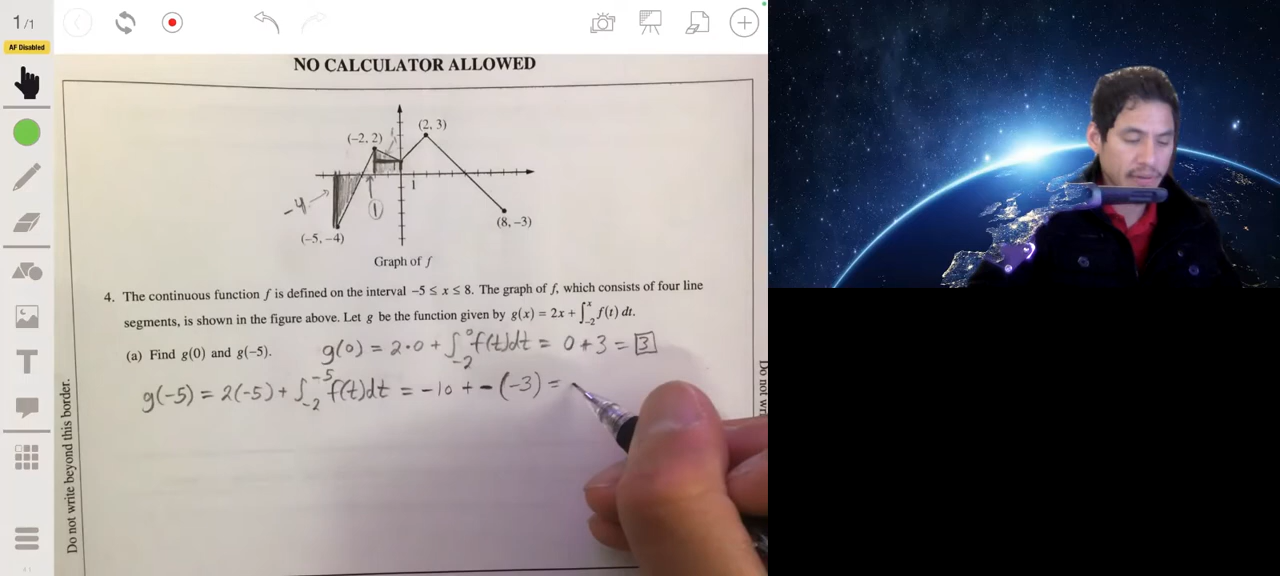 1/1
AF Disabled
T
NO CALCULATOR ALLOWED
(2, 3)
(−2, 2)
1
-4
1
(−5, −4)
(8, −3)
Graph of f
4. The continuous function f is defined on the interval −5 ≤ x ≤ 8. The graph of f, which consists of four line
segments, is shown in the figure above. Let g be the function given by g(x) = 2x + ∫_{−2}^{x} f(t) dt.
(a) Find g(0) and g(−5).
g(0) = 2·0 + ∫_{-2}^{0} f(t)dt = 0 + 3 = 3
g(-5) = 2(-5) + ∫_{-2}^{-5} f(t)dt = -10 + -(-3) =
Do not write beyond this border.
Do not wr